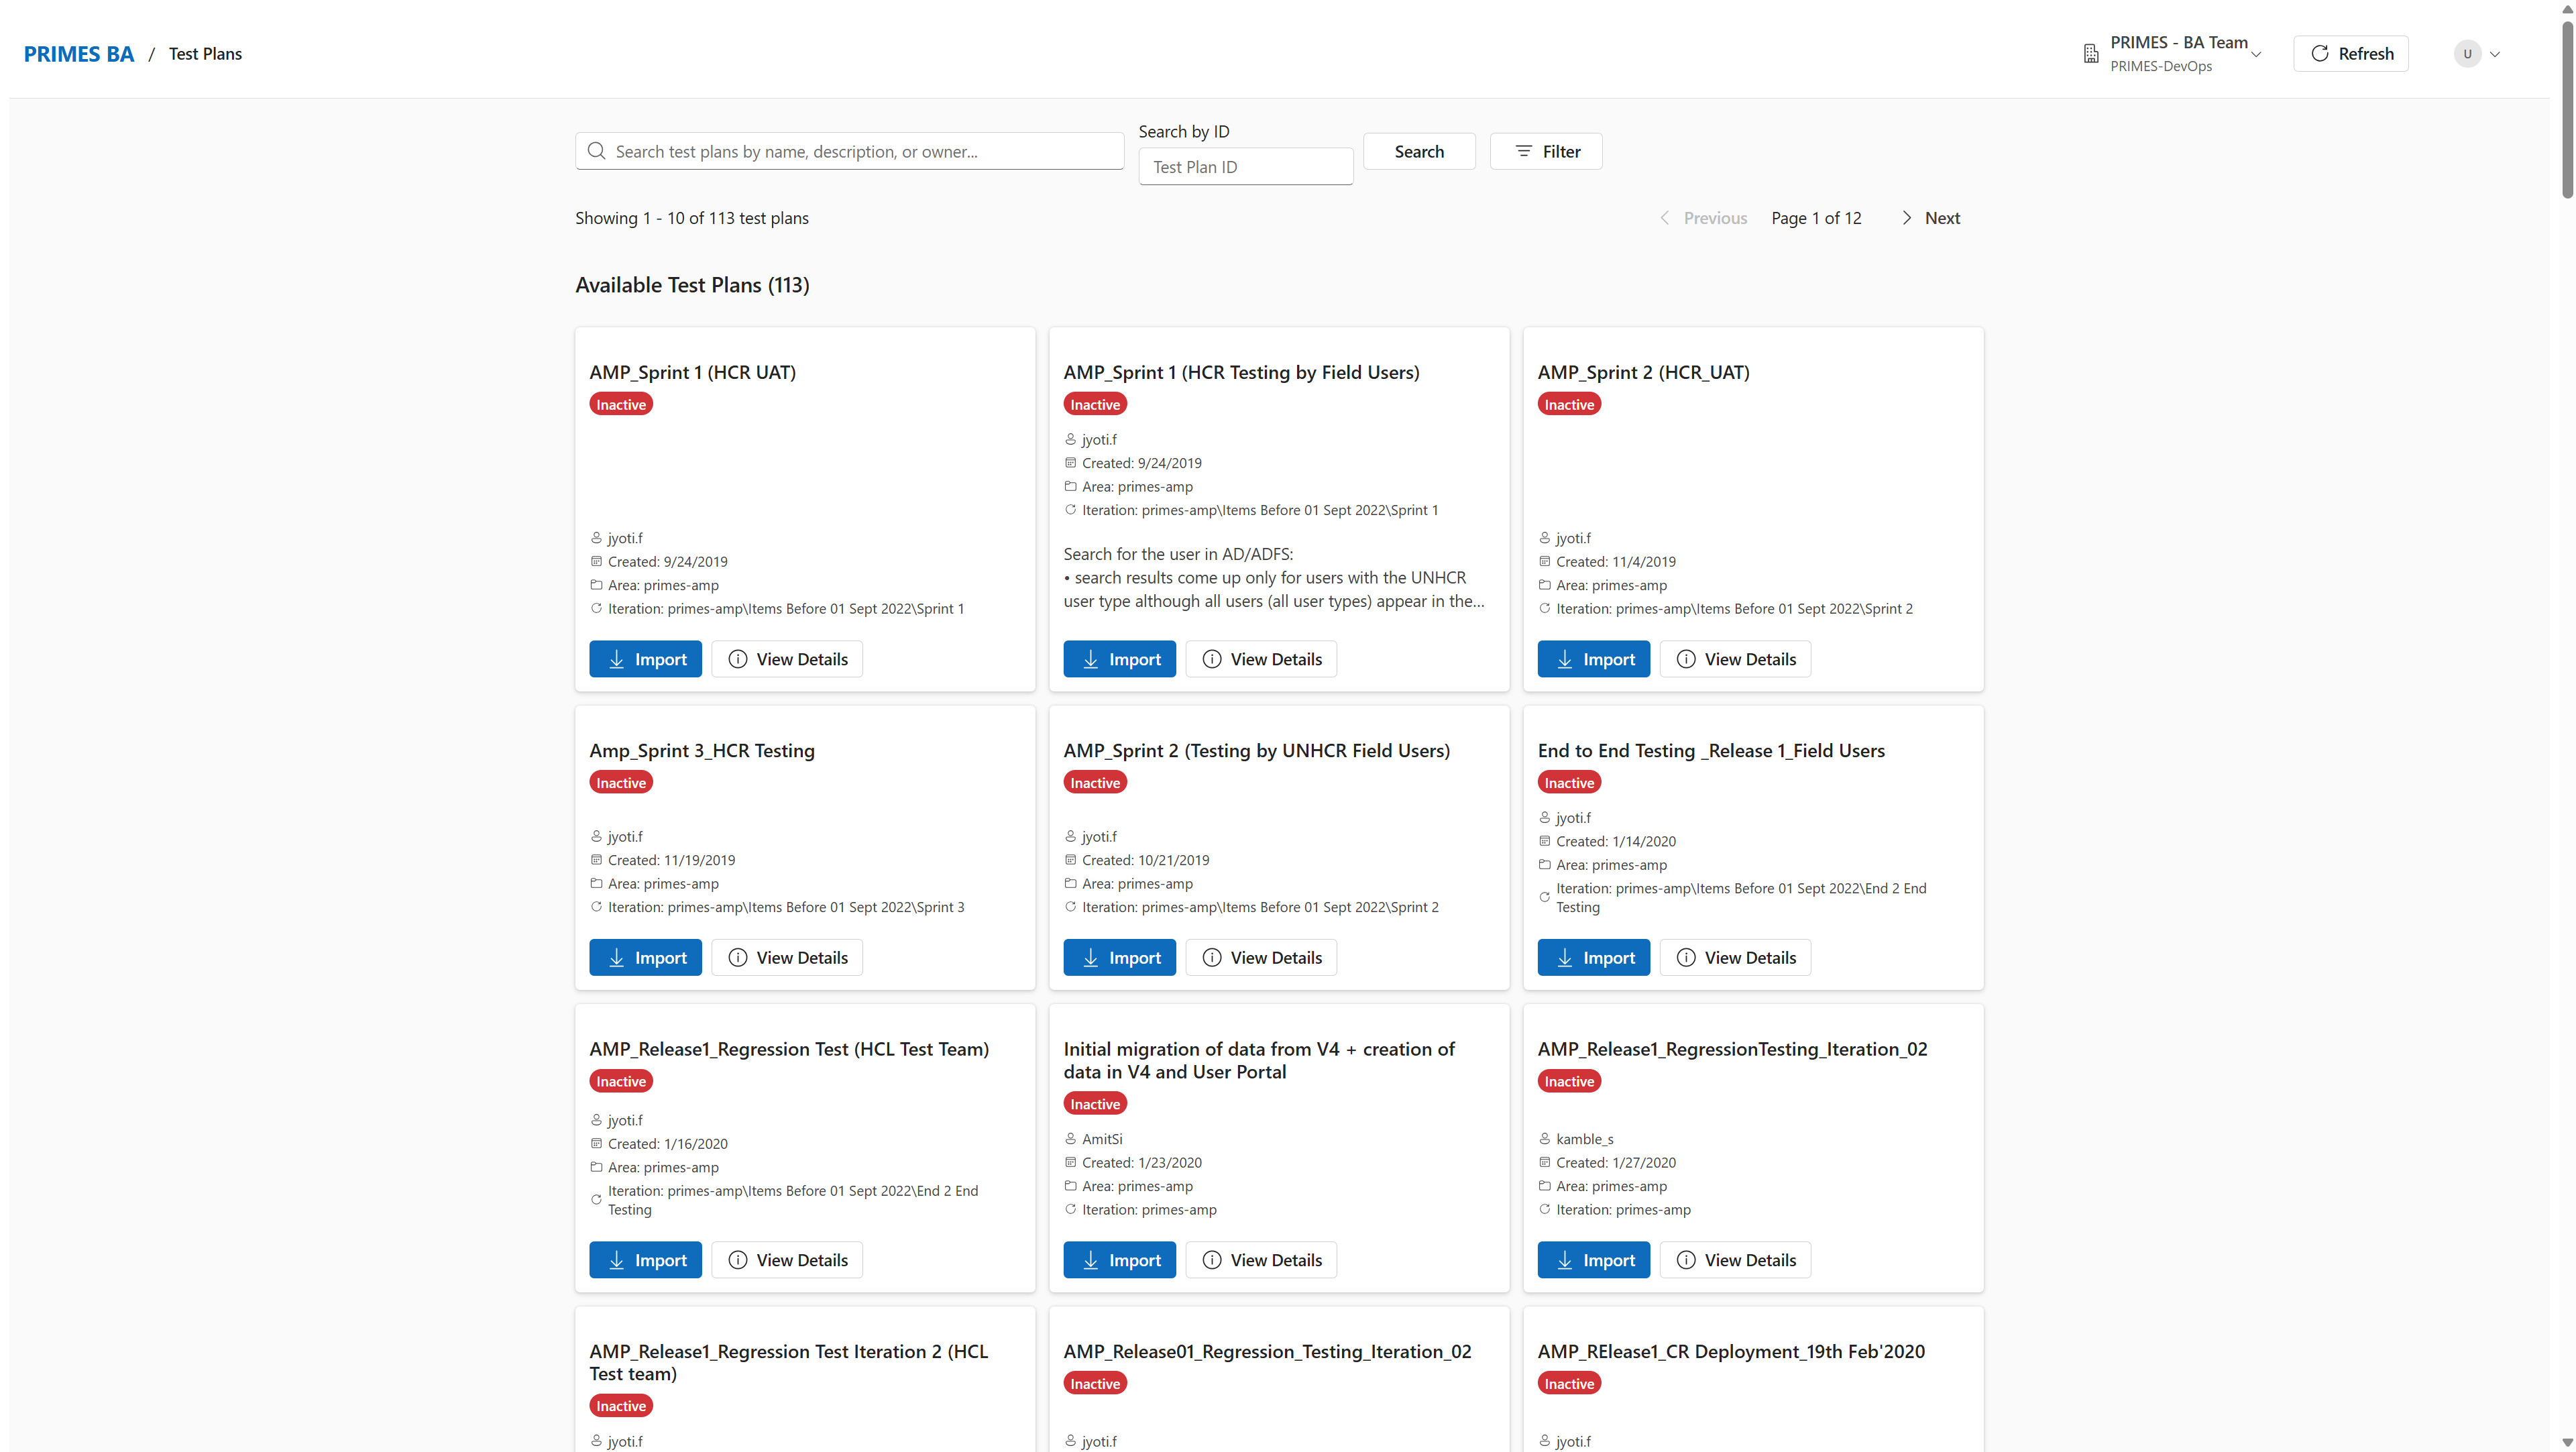 PRIMES BA / Test Plans
PRIMES - BA Team
PRIMES-DevOps
Refresh
U
Search test plans by name, description, or owner...
Search by ID
Test Plan ID
Search
Filter
Showing 1 - 10 of 113 test plans
Previous
Page 1 of 12
Next
Available Test Plans (113)
AMP_Sprint 1 (HCR UAT)
Inactive
jyoti.f
Created: 9/24/2019
Area: primes-amp
Iteration: primes-amp\Items Before 01 Sept 2022\Sprint 1
Import
View Details
AMP_Sprint 1 (HCR Testing by Field Users)
Inactive
jyoti.f
Created: 9/24/2019
Area: primes-amp
Iteration: primes-amp\Items Before 01 Sept 2022\Sprint 1
Search for the user in AD/ADFS:
• search results come up only for users with the UNHCR
user type although all users (all user types) appear in the...
Import
View Details
AMP_Sprint 2 (HCR_UAT)
Inactive
jyoti.f
Created: 11/4/2019
Area: primes-amp
Iteration: primes-amp\Items Before 01 Sept 2022\Sprint 2
Import
View Details
Amp_Sprint 3_HCR Testing
Inactive
jyoti.f
Created: 11/19/2019
Area: primes-amp
Iteration: primes-amp\Items Before 01 Sept 2022\Sprint 3
Import
View Details
AMP_Sprint 2 (Testing by UNHCR Field Users)
Inactive
jyoti.f
Created: 10/21/2019
Area: primes-amp
Iteration: primes-amp\Items Before 01 Sept 2022\Sprint 2
Import
View Details
End to End Testing _Release 1_Field Users
Inactive
jyoti.f
Created: 1/14/2020
Area: primes-amp
Iteration: primes-amp\Items Before 01 Sept 2022\End 2 End
Testing
Import
View Details
AMP_Release1_Regression Test (HCL Test Team)
Inactive
jyoti.f
Created: 1/16/2020
Area: primes-amp
Iteration: primes-amp\Items Before 01 Sept 2022\End 2 End
Testing
Import
View Details
Initial migration of data from V4 + creation of
data in V4 and User Portal
Inactive
AmitSi
Created: 1/23/2020
Area: primes-amp
Iteration: primes-amp
Import
View Details
AMP_Release1_RegressionTesting_Iteration_02
Inactive
kamble_s
Created: 1/27/2020
Area: primes-amp
Iteration: primes-amp
Import
View Details
AMP_Release1_Regression Test Iteration 2 (HCL
Test team)
Inactive
jyoti.f
AMP_Release01_Regression_Testing_Iteration_02
Inactive
jyoti.f
AMP_RElease1_CR Deployment_19th Feb'2020
Inactive
jyoti.f